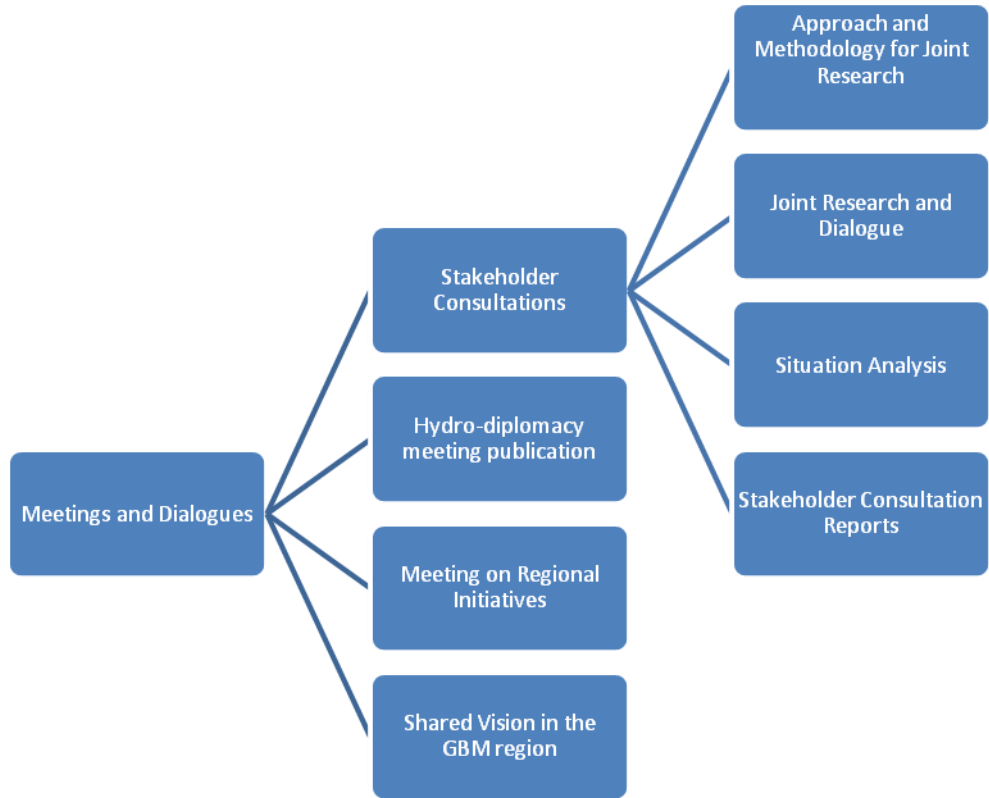 Meetings and Dialogues
Stakeholder
Consultations
Hydro-diplomacy
meeting publication
Meeting on Regional
Initiatives
Shared Vision in the
GBM region
Approach and
Methodology for Joint
Research
Joint Research and
Dialogue
Situation Analysis
Stakeholder Consultation
Reports